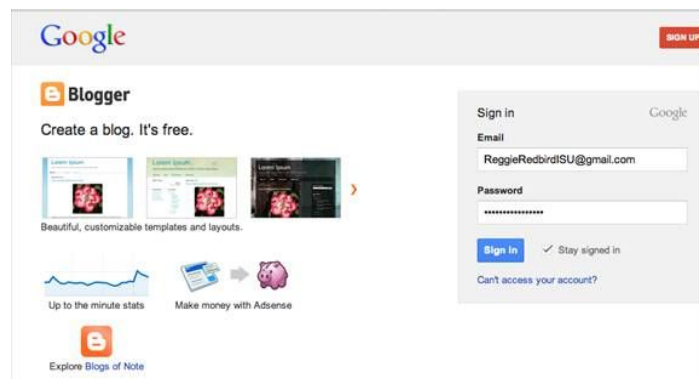 Google
SIGN UP
Blogger
Create a blog. It's free.
Lorem Ipsum
Lorem Ipsum
Lorem Ipsum
Beautiful, customizable templates and layouts.
Up to the minute stats
Make money with Adsense
Explore Blogs of Note
Sign in Google
Email
ReggieRedbirdISU@gmail.com
Password
••••••••••••••••
Sign In
Stay signed in
Can't access your account?